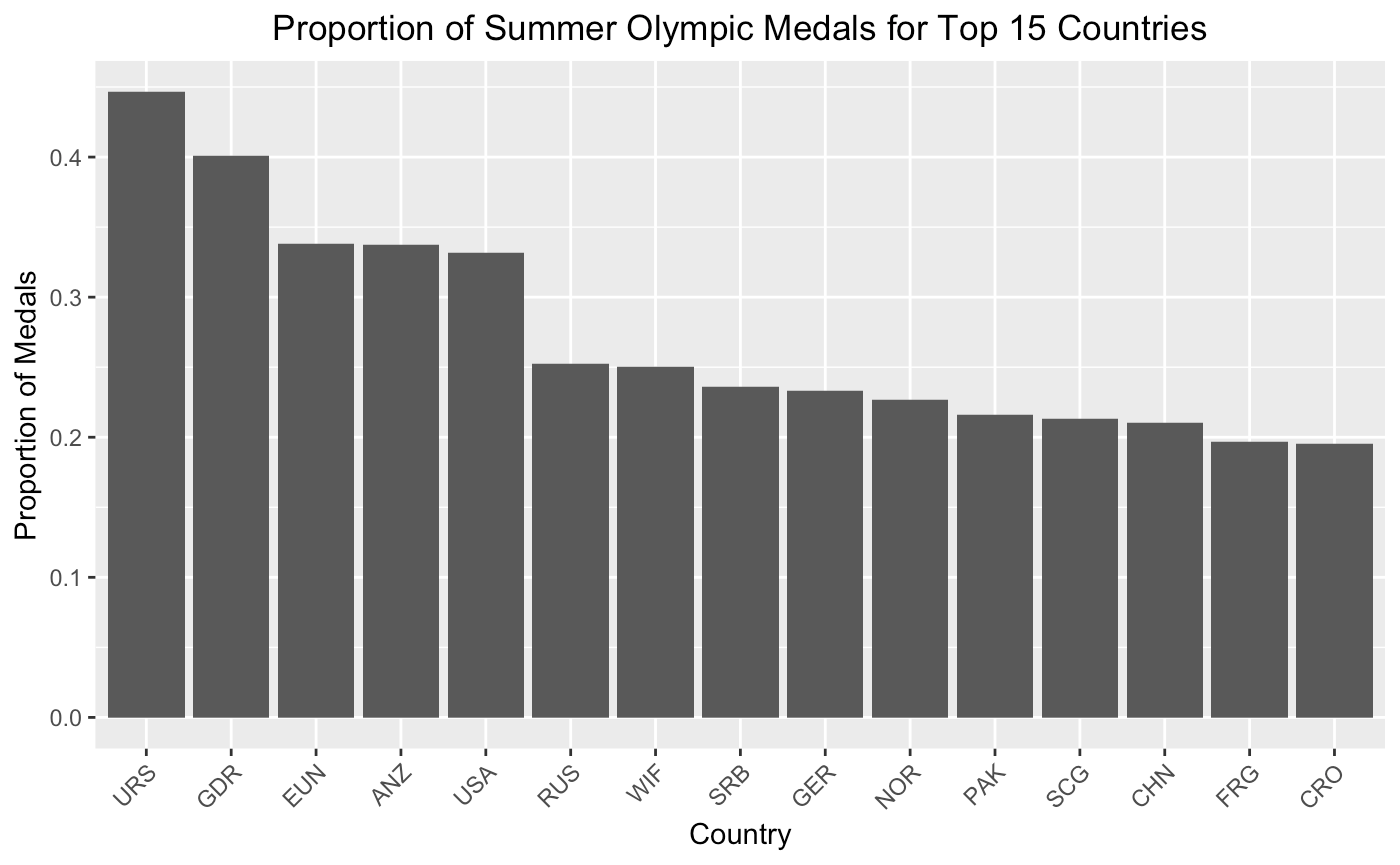 Proportion of Summer Olympic Medals for Top 15 Countries
Proportion of Medals
0.4
0.3
0.2
0.1
0.0
URS GDR EUN ANZ USA RUS WIF SRB GER NOR PAK SCG CHN FRG CRO
Country